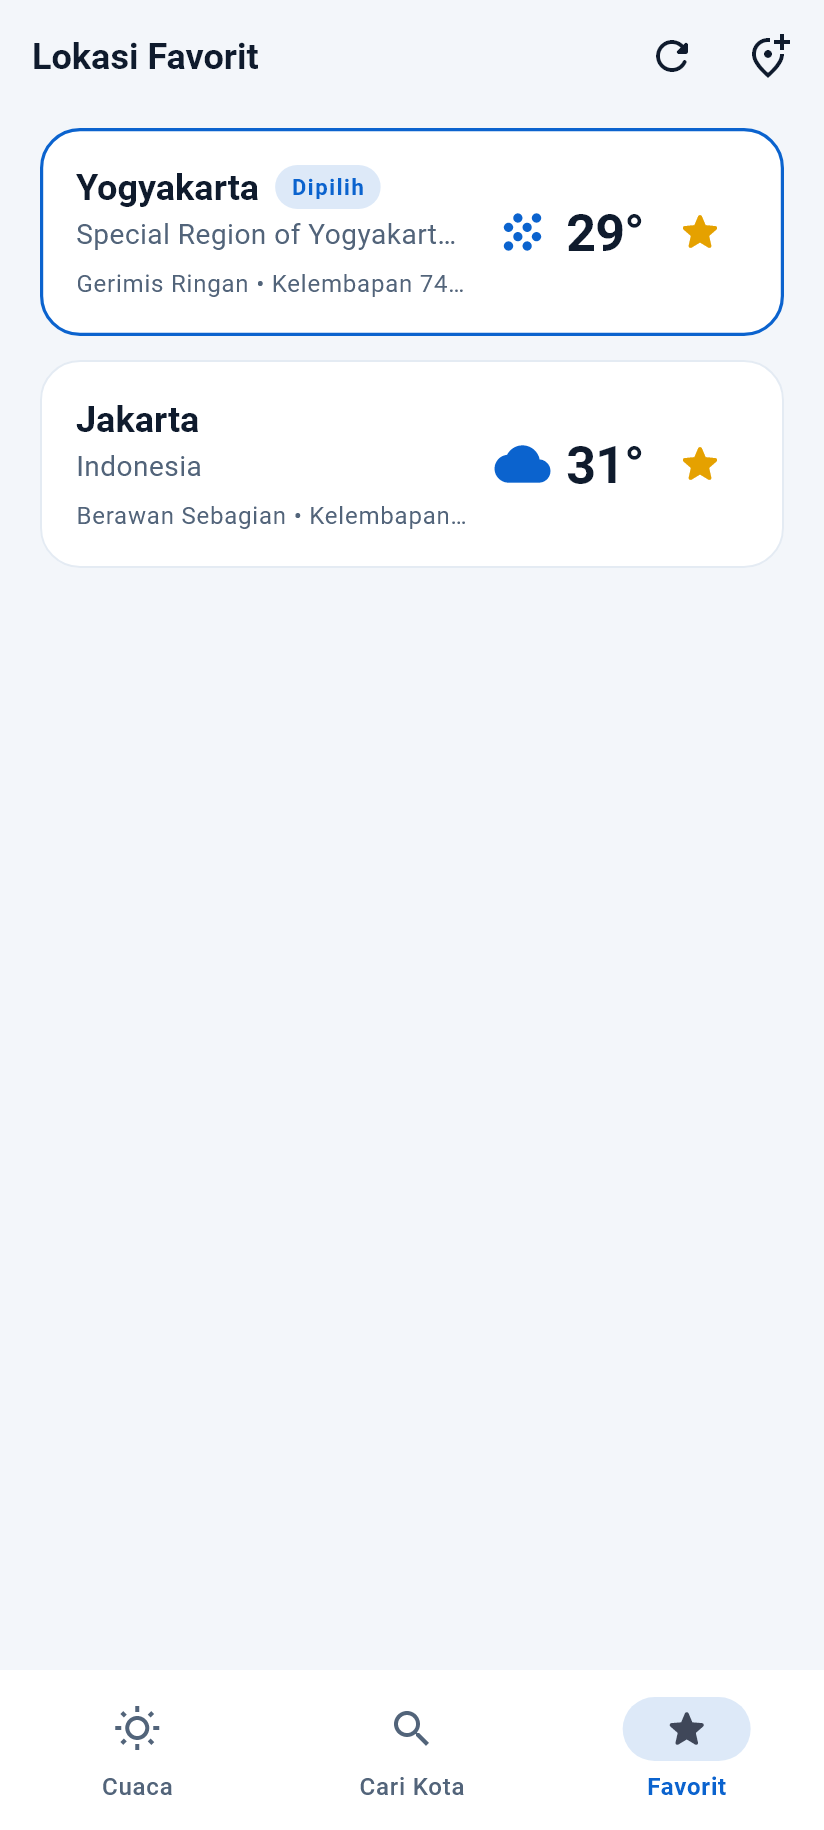 Lokasi Favorit
Yogyakarta Dipilih
Special Region of Yogyakart...
Gerimis Ringan • Kelembapan 74...
29°
Jakarta
Indonesia
Berawan Sebagian • Kelembapan...
31°
Cuaca
Cari Kota
Favorit